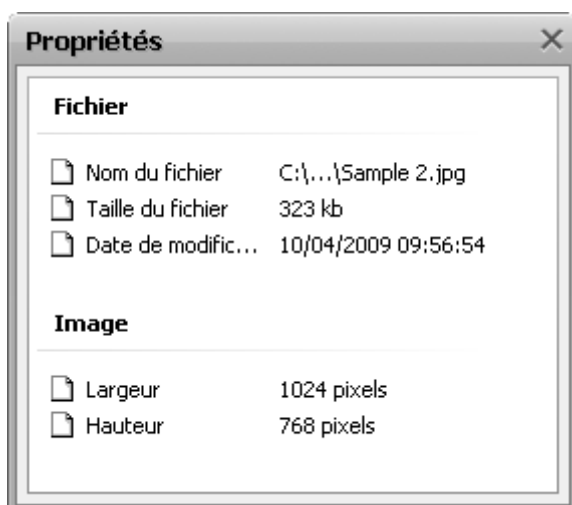 Propriétés
Fichier
Nom du fichier C:\...\Sample 2.jpg
Taille du fichier 323 kb
Date de modific... 10/04/2009 09:56:54
Image
Largeur 1024 pixels
Hauteur 768 pixels